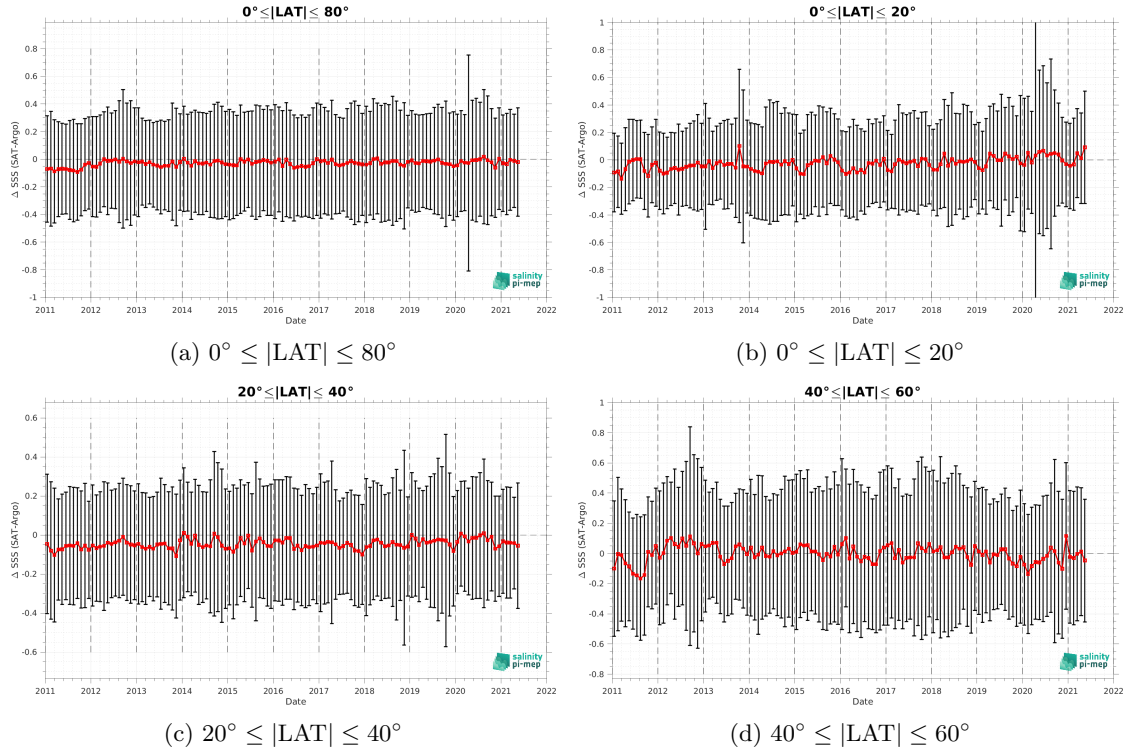 0°≤|LAT|≤ 80°
Δ SSS (SAT-Argo)
0.8
0.6
0.4
0.2
0
-0.2
-0.4
-0.6
-0.8
-1
2011 2012 2013 2014 2015 2016 2017 2018 2019 2020 2021 2022
Date
salinity
pi-mep
(a) 0° ≤ |LAT| ≤ 80°
0°≤|LAT|≤ 20°
Δ SSS (SAT-Argo)
1
0.8
0.6
0.4
0.2
0
-0.2
-0.4
-0.6
-0.8
-1
2011 2012 2013 2014 2015 2016 2017 2018 2019 2020 2021 2022
Date
salinity
pi-mep
(b) 0° ≤ |LAT| ≤ 20°
20°≤|LAT|≤ 40°
Δ SSS (SAT-Argo)
0.6
0.4
0.2
0
-0.2
-0.4
-0.6
2011 2012 2013 2014 2015 2016 2017 2018 2019 2020 2021 2022
Date
salinity
pi-mep
(c) 20° ≤ |LAT| ≤ 40°
40°≤|LAT|≤ 60°
Δ SSS (SAT-Argo)
1
0.8
0.6
0.4
0.2
0
-0.2
-0.4
-0.6
-0.8
2011 2012 2013 2014 2015 2016 2017 2018 2019 2020 2021 2022
Date
salinity
pi-mep
(d) 40° ≤ |LAT| ≤ 60°